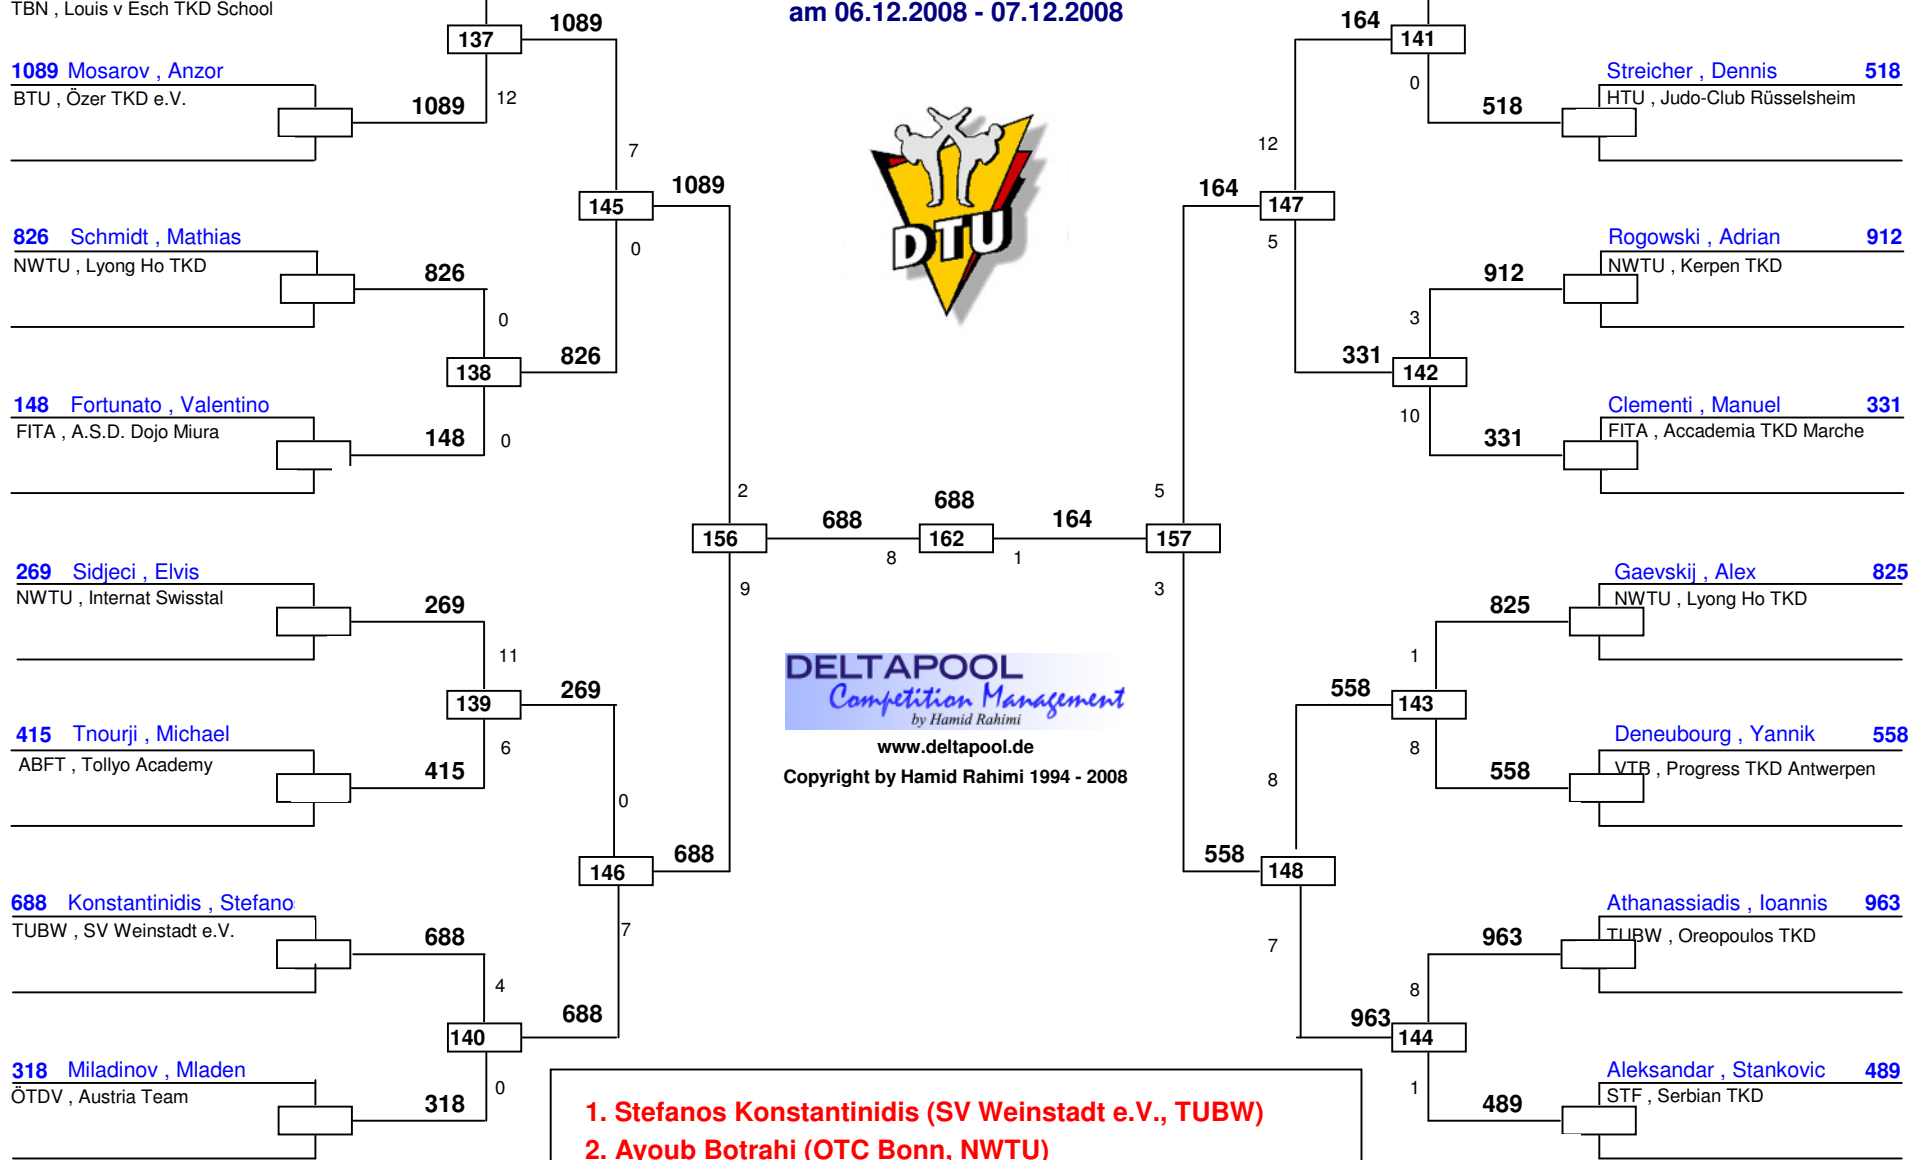 TBN , Louis v Esch TKD School
am 06.12.2008 - 07.12.2008
137
1089
12
1089 Mosarov , Anzor
BTU , Özer TKD e.V.
1089
7
145
1089
0
826 Schmidt , Mathias
NWTU , Lyong Ho TKD
826
0
138
826
148 Fortunato , Valentino
FITA , A.S.D. Dojo Miura
148
0
2
156
688
8
9
269 Sidjeci , Elvis
NWTU , Internat Swisstal
269
11
139
269
6
415 Tnourji , Michael
ABFT , Tollyo Academy
415
0
146
688
7
688 Konstantinidis , Stefano
TUBW , SV Weinstadt e.V.
688
4
140
688
0
318 Miladinov , Mladen
ÖTDV , Austria Team
318
DTU
688
162
DELTAPOOL
Competition Management
by Hamid Rahimi
www.deltapool.de
Copyright by Hamid Rahimi 1994 - 2008
1. Stefanos Konstantinidis (SV Weinstadt e.V., TUBW)
2. Ayoub Botrahi (OTC Bonn, NWTU)
164
141
0
Streicher , Dennis 518
HTU , Judo-Club Rüsselsheim
518
12
164
147
5
Rogowski , Adrian 912
NWTU , Kerpen TKD
912
3
331
142
10
Clementi , Manuel 331
FITA , Accademia TKD Marche
331
5
164
157
1
3
Gaevskij , Alex 825
NWTU , Lyong Ho TKD
825
1
558
143
8
Deneubourg , Yannik 558
VTB , Progress TKD Antwerpen
558
8
558
148
7
Athanassiadis , Ioannis 963
TUBW , Oreopoulos TKD
963
8
963
144
1
Aleksandar , Stankovic 489
STF , Serbian TKD
489